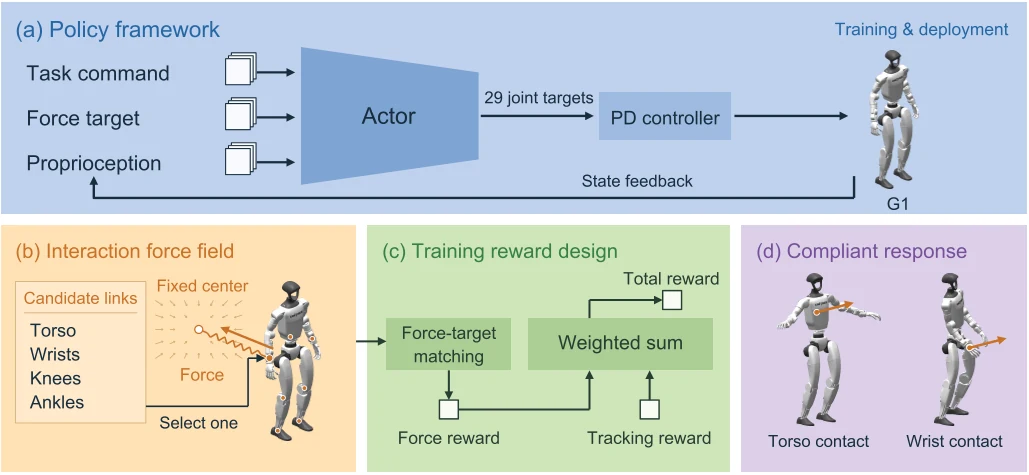 (a) Policy framework
Training & deployment
Task command
Force target
Proprioception
Actor
29 joint targets
PD controller
State feedback
G1
(b) Interaction force field
Candidate links
Torso
Wrists
Knees
Ankles
Fixed center
Force
Select one
(c) Training reward design
Total reward
Force-target
matching
Weighted sum
Force reward
Tracking reward
(d) Compliant response
Torso contact
Wrist contact